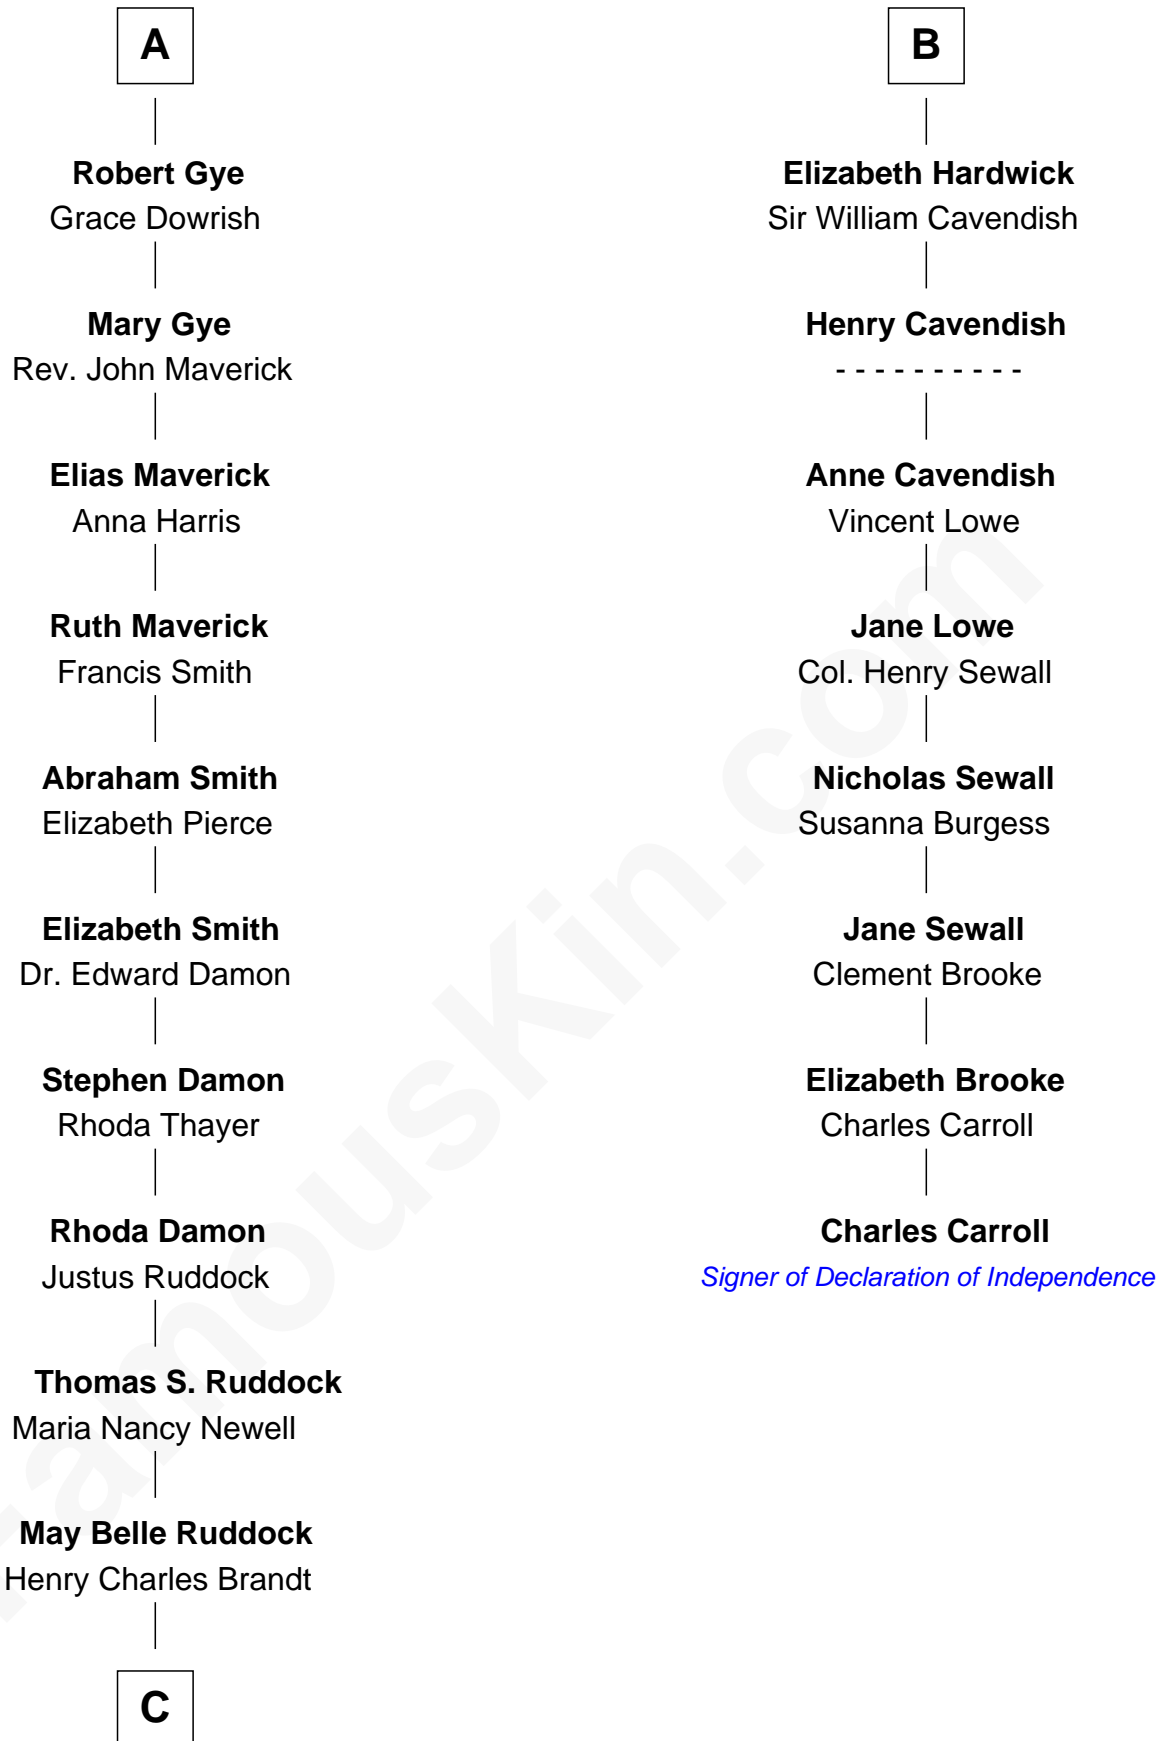 A
Robert Gye
Grace Dowrish
Mary Gye
Rev. John Maverick
Elias Maverick
Anna Harris
Ruth Maverick
Francis Smith
Abraham Smith
Elizabeth Pierce
Elizabeth Smith
Dr. Edward Damon
Stephen Damon
Rhoda Thayer
Rhoda Damon
Justus Ruddock
Thomas S. Ruddock
Maria Nancy Newell
May Belle Ruddock
Henry Charles Brandt
C
B
Elizabeth Hardwick
Sir William Cavendish
Henry Cavendish
- - - - - - - - - -
Anne Cavendish
Vincent Lowe
Jane Lowe
Col. Henry Sewall
Nicholas Sewall
Susanna Burgess
Jane Sewall
Clement Brooke
Elizabeth Brooke
Charles Carroll
Charles Carroll
Signer of Declaration of Independence
FamousKin.com